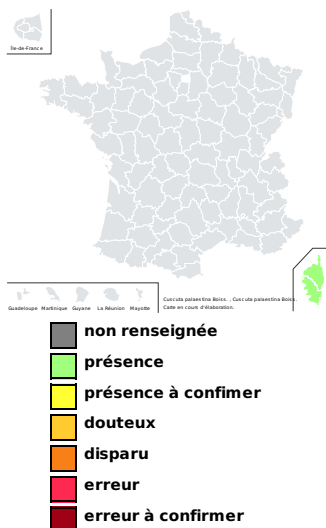 Île-de-France
Guadeloupe Martinique Guyane La Réunion Mayotte
Cuscuta palaestina Boiss. , Cuscuta palaestina Boiss.
Carte en cours d'élaboration.
non renseignée
présence
présence à confimer
douteux
disparu
erreur
erreur à confirmer